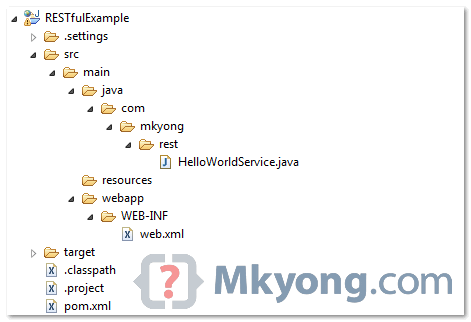 RESTfulExample
.settings
src
main
java
com
mkyong
rest
HelloWorldService.java
resources
webapp
WEB-INF
web.xml
target
.classpath
.project
pom.xml
{?} Mkyong.com